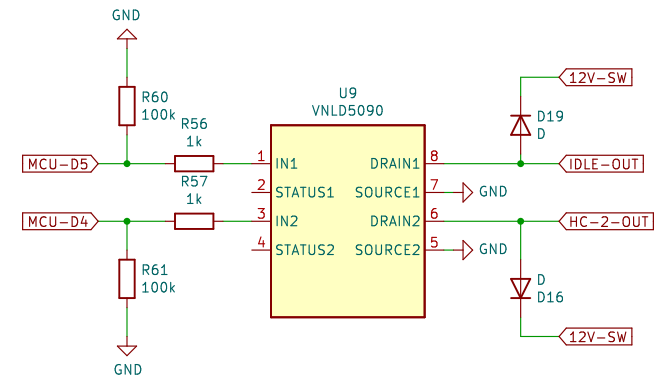 GND
R60
100k
R56
1k
MCU-D5
R57
1k
MCU-D4
R61
100k
GND
U9
VNLD5090
1
IN1
2
STATUS1
3
IN2
4
STATUS2
DRAIN1
8
SOURCE1
7
DRAIN2
6
SOURCE2
5
GND
GND
12V-SW
D19
D
IDLE-OUT
HC-2-OUT
D
D16
12V-SW